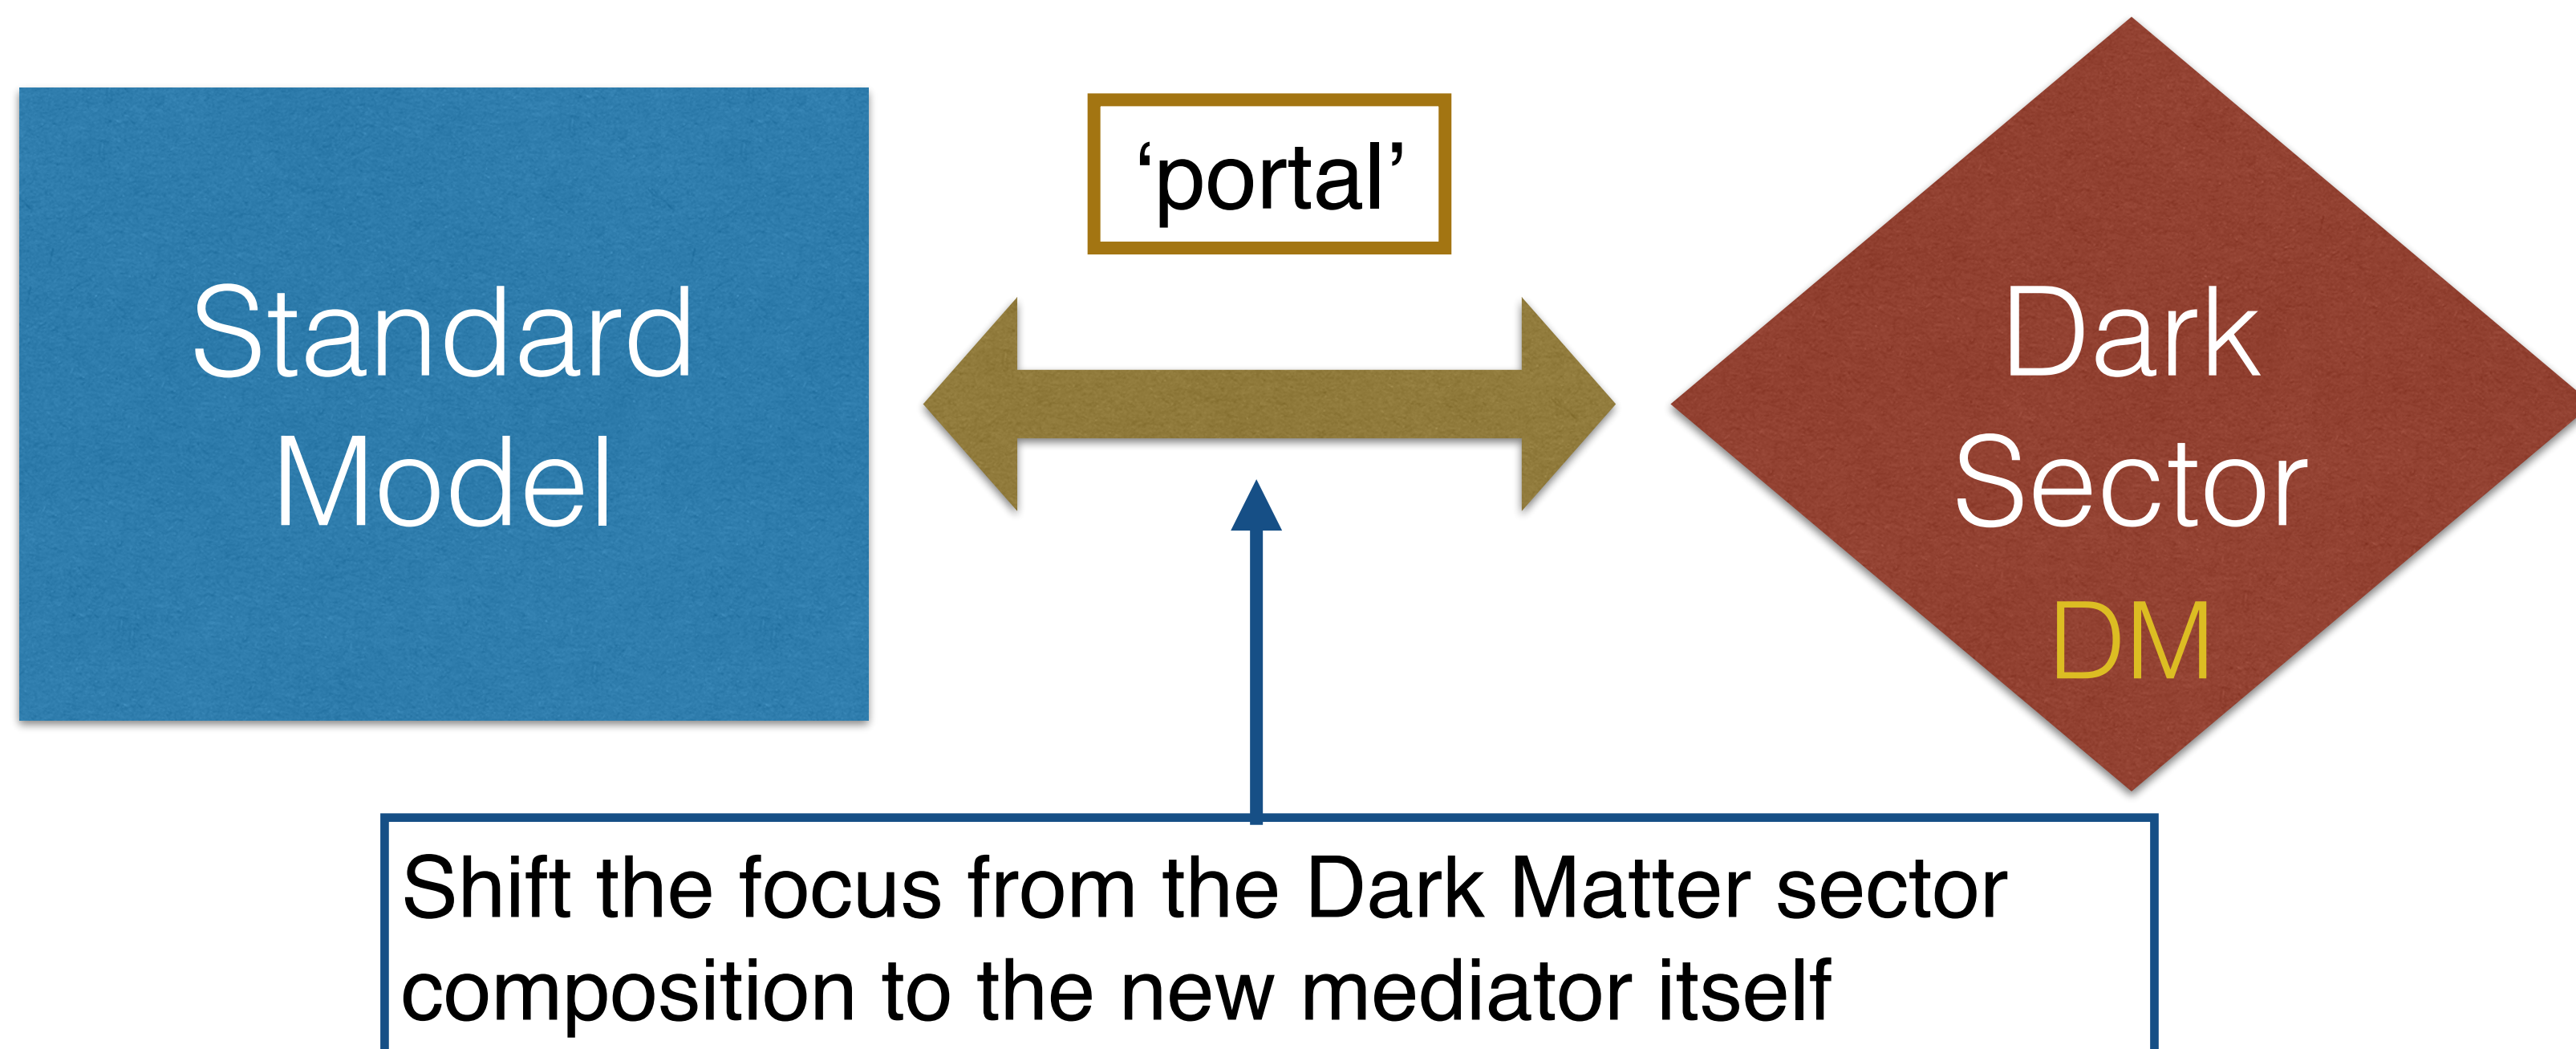 Standard
Model
‘portal’
Dark
Sector
DM
Shift the focus from the Dark Matter sector
composition to the new mediator itself